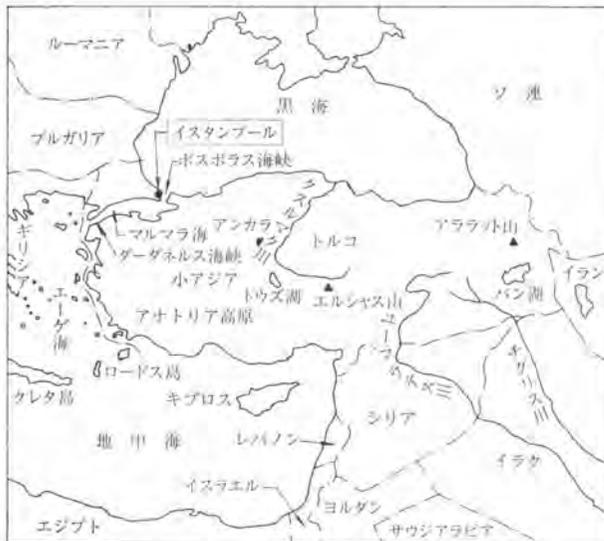 ルーマニア
黒海
ソ連
ブルガリア
イスタンブール
ボスポラス海峡
クズルイルマク川
アンカラ
アララット山
ギリシア
マルマラ海
トルコ
ダーダネルス海峡
イラン
小アジア
バン湖
トゥズ湖
エルジャス山
エーゲ海
アナトリア高原
ユーフラテス川
チグリス川
ロードス島
クレタ島
キプロス
シリア
地中海
レバノン
イラク
イスラエル
ヨルダン
エジプト
サウジアラビア